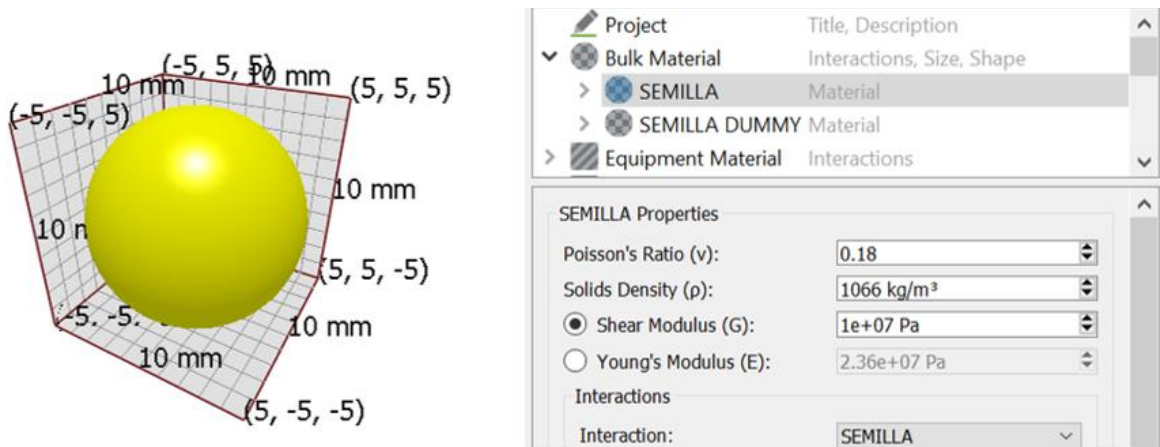 (-5, 5, 5)
10 mm
10 mm
(5, 5, 5)
(-5, -5, 5)
10 mm
10
(5, 5, -5)
10 mm
10 mm
(5, -5, -5)
Project Title, Description
Bulk Material Interactions, Size, Shape
SEMILLA Material
SEMILLA DUMMY Material
Equipment Material Interactions
SEMILLA Properties
Poisson's Ratio (v): 0.18
Solids Density (ρ): 1066 kg/m³
Shear Modulus (G): 1e+07 Pa
Young's Modulus (E): 2.36e+07 Pa
Interactions
Interaction: SEMILLA